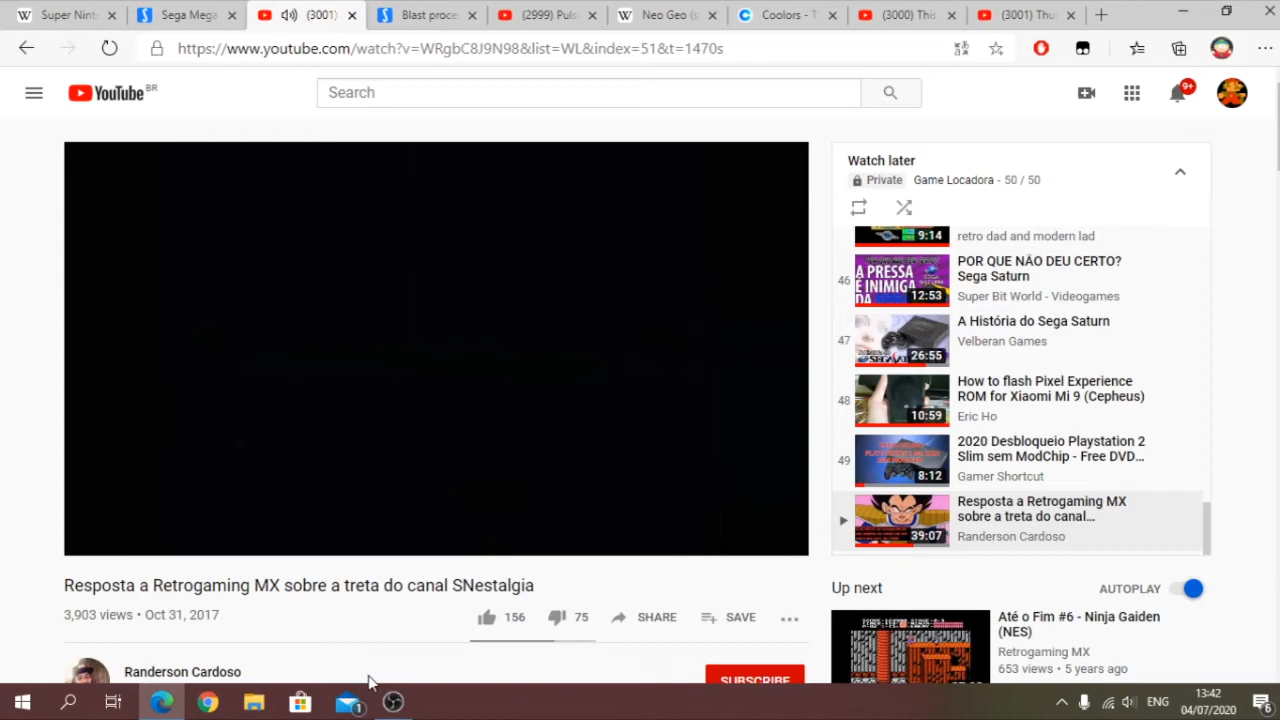 Super Nint
Sega Mega
(3001)
Blast proce
(2999) Puls
Neo Geo (s
Coolors - T
(3000) This
(3001) Thu
https://www.youtube.com/watch?v=WRgbC8J9N98&list=WL&index=51&t=1470s
YouTube BR
Search
9+
Watch later
Private Game Locadora - 50 / 50
9:14
retro dad and modern lad
46
A PRESSA
É INIMIGA
DA
12:53
POR QUE NÃO DEU CERTO?
Sega Saturn
Super Bit World - Videogames
47
26:55
A História do Sega Saturn
Velberan Games
48
10:59
How to flash Pixel Experience
ROM for Xiaomi Mi 9 (Cepheus)
Eric Ho
49
8:12
2020 Desbloqueio Playstation 2
Slim sem ModChip - Free DVD...
Gamer Shortcut
39:07
Resposta a Retrogaming MX
sobre a treta do canal...
Randerson Cardoso
Resposta a Retrogaming MX sobre a treta do canal SNestalgia
3,903 views • Oct 31, 2017
156
75
SHARE
SAVE
Randerson Cardoso
SUBSCRIBE
Up next
AUTOPLAY
Até o Fim #6 - Ninja Gaiden
(NES)
Retrogaming MX
653 views • 5 years ago
1
ENG
13:42
04/07/2020
6